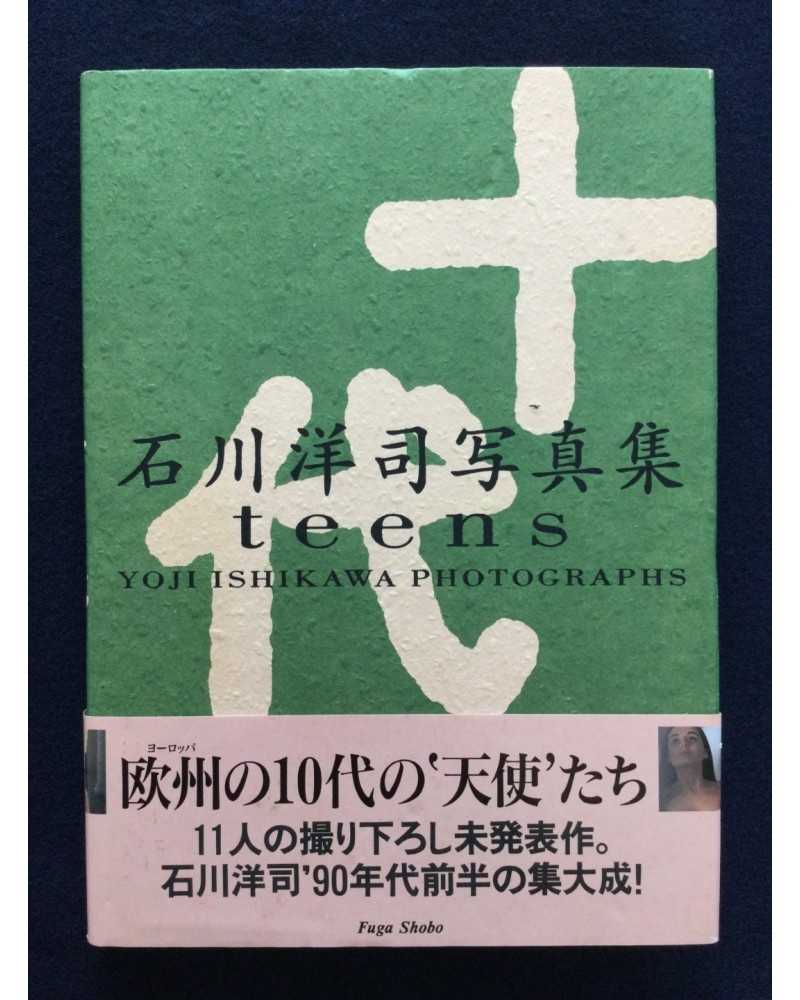 十代
石川洋司写真集
teens
YOJI ISHIKAWA PHOTOGRAPHS
ヨーロッパ
欧州の10代の‘天使’たち
11人の撮り下ろし未発表作。
石川洋司’90年代前半の集大成!
Fuga Shobo